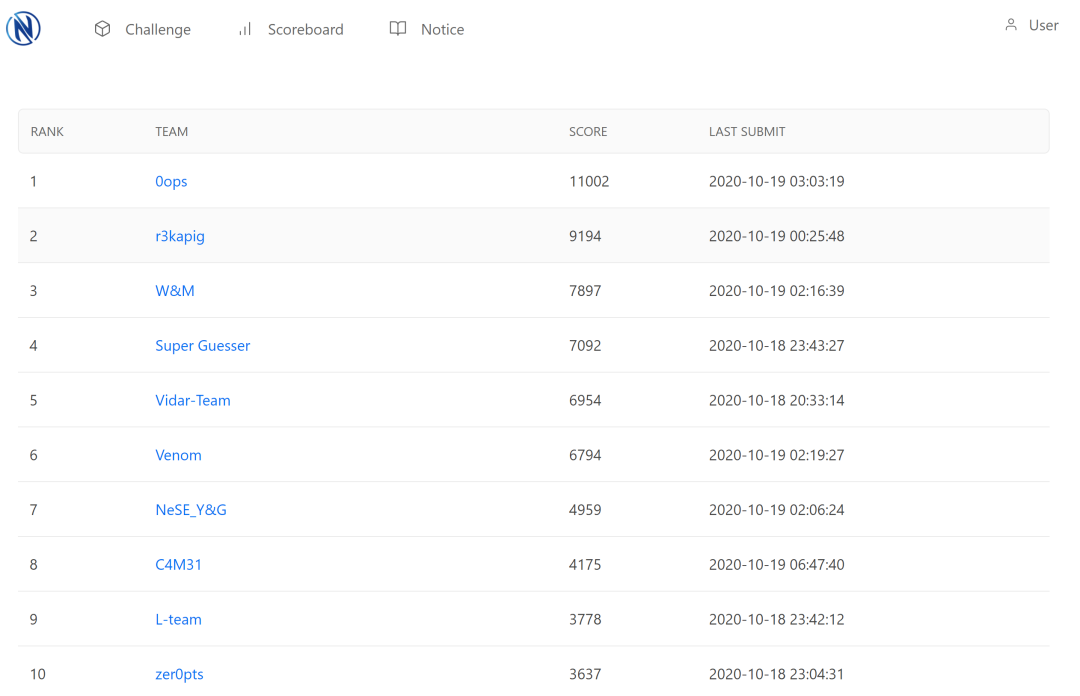 Challenge Scoreboard Notice User
RANK TEAM SCORE LAST SUBMIT
1 0ops 11002 2020-10-19 03:03:19
2 r3kapig 9194 2020-10-19 00:25:48
3 W&M 7897 2020-10-19 02:16:39
4 Super Guesser 7092 2020-10-18 23:43:27
5 Vidar-Team 6954 2020-10-18 20:33:14
6 Venom 6794 2020-10-19 02:19:27
7 NeSE_Y&G 4959 2020-10-19 02:06:24
8 C4M31 4175 2020-10-19 06:47:40
9 L-team 3778 2020-10-18 23:42:12
10 zer0pts 3637 2020-10-18 23:04:31